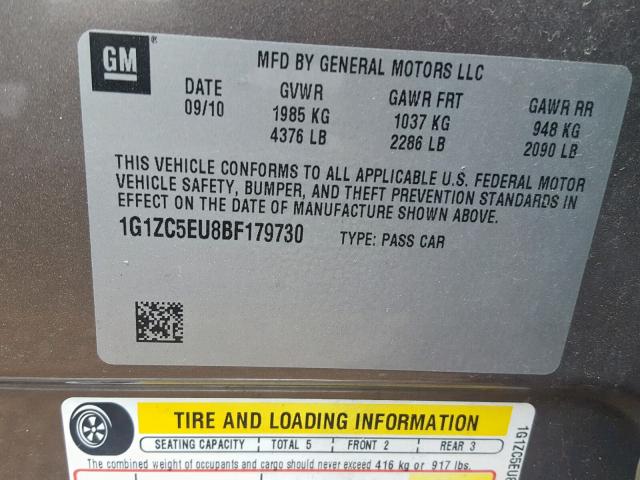 GM
MFD BY GENERAL MOTORS LLC
DATE GVWR GAWR FRT GAWR RR
09/10 1985 KG 1037 KG 948 KG
4376 LB 2286 LB 2090 LB
THIS VEHICLE CONFORMS TO ALL APPLICABLE U.S. FEDERAL MOTOR
VEHICLE SAFETY, BUMPER, AND THEFT PREVENTION STANDARDS
IN EFFECT ON THE DATE OF MANUFACTURE SHOWN ABOVE.
1G1ZC5EU8BF179730 TYPE: PASS CAR
TIRE AND LOADING INFORMATION
SEATING CAPACITY TOTAL 5 FRONT 2 REAR 3
The combined weight of occupants and cargo should never exceed 416 kg or 917 lbs.
1G1ZC5EU8